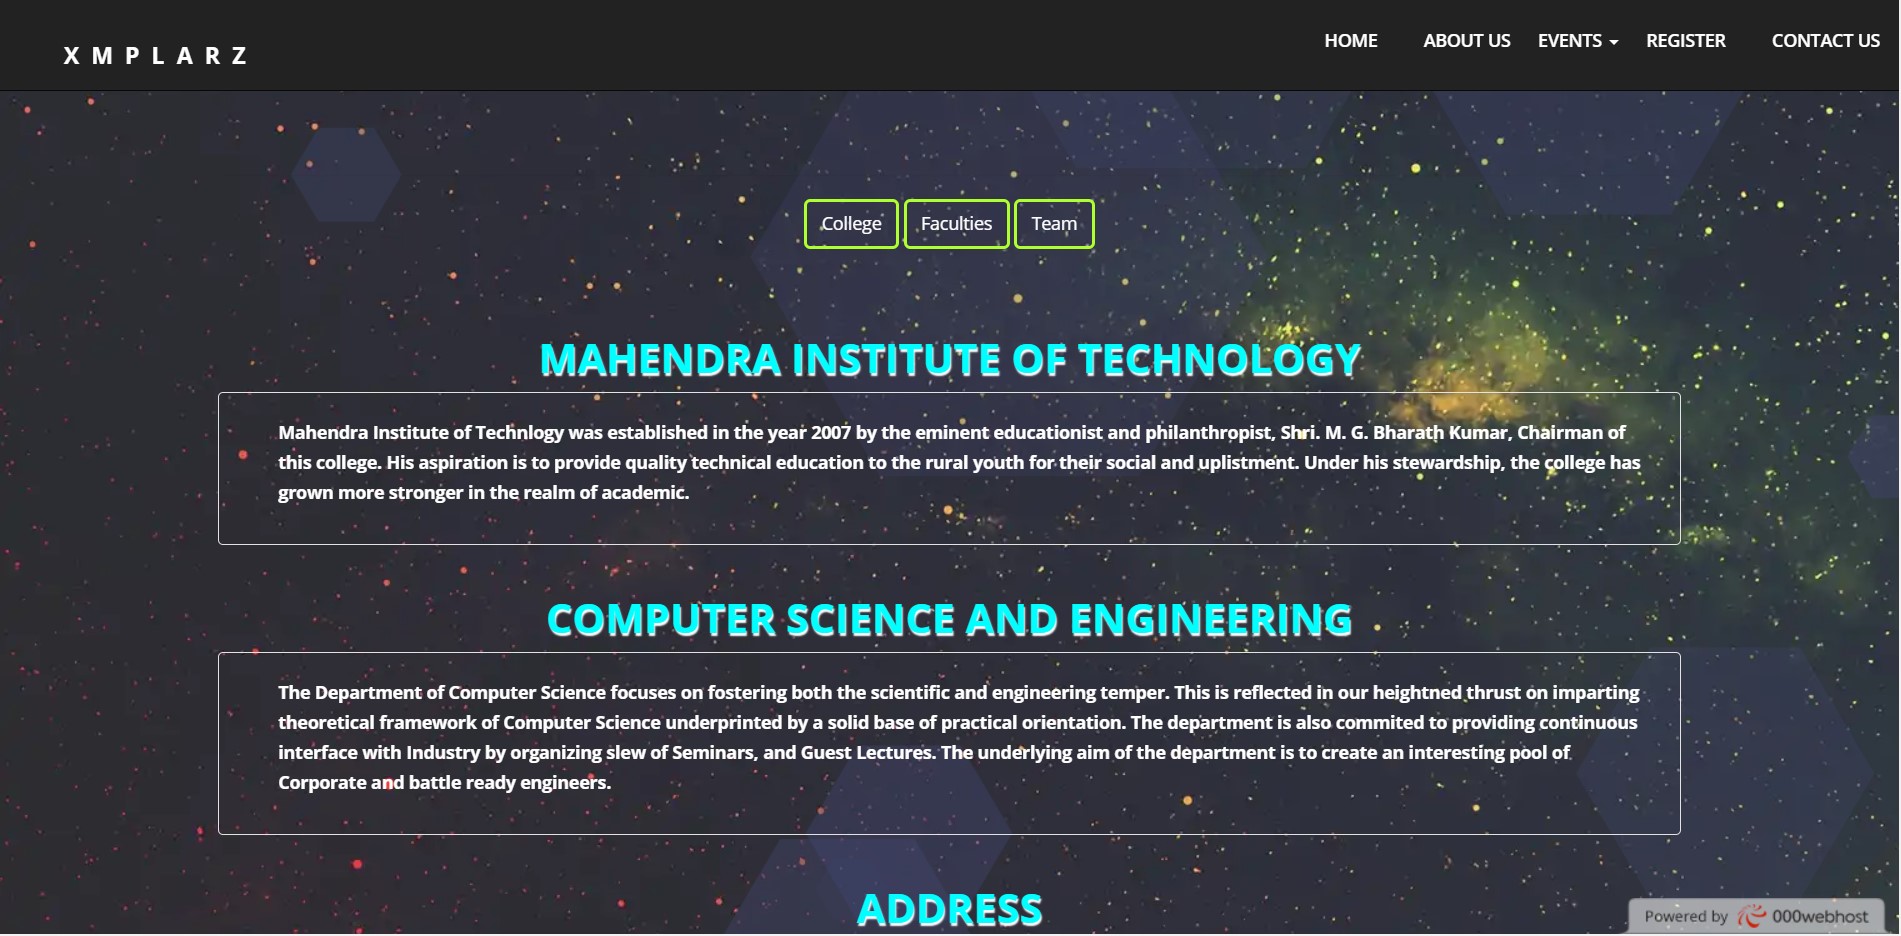 X M P L A R Z
HOME ABOUT US EVENTS REGISTER CONTACT US
College Faculties Team
MAHENDRA INSTITUTE OF TECHNOLOGY
Mahendra Institute of Technlogy was established in the year 2007 by the eminent educationist and philanthropist, Shri. M. G. Bharath Kumar, Chairman of
this college. His aspiration is to provide quality technical education to the rural youth for their social and uplistment. Under his stewardship, the college has
grown more stronger in the realm of academic.
COMPUTER SCIENCE AND ENGINEERING
The Department of Computer Science focuses on fostering both the scientific and engineering temper. This is reflected in our heightned thrust on imparting
theoretical framework of Computer Science underprinted by a solid base of practical orientation. The department is also commited to providing continuous
interface with Industry by organizing slew of Seminars, and Guest Lectures. The underlying aim of the department is to create an interesting pool of
Corporate and battle ready engineers.
ADDRESS
Powered by 000webhost